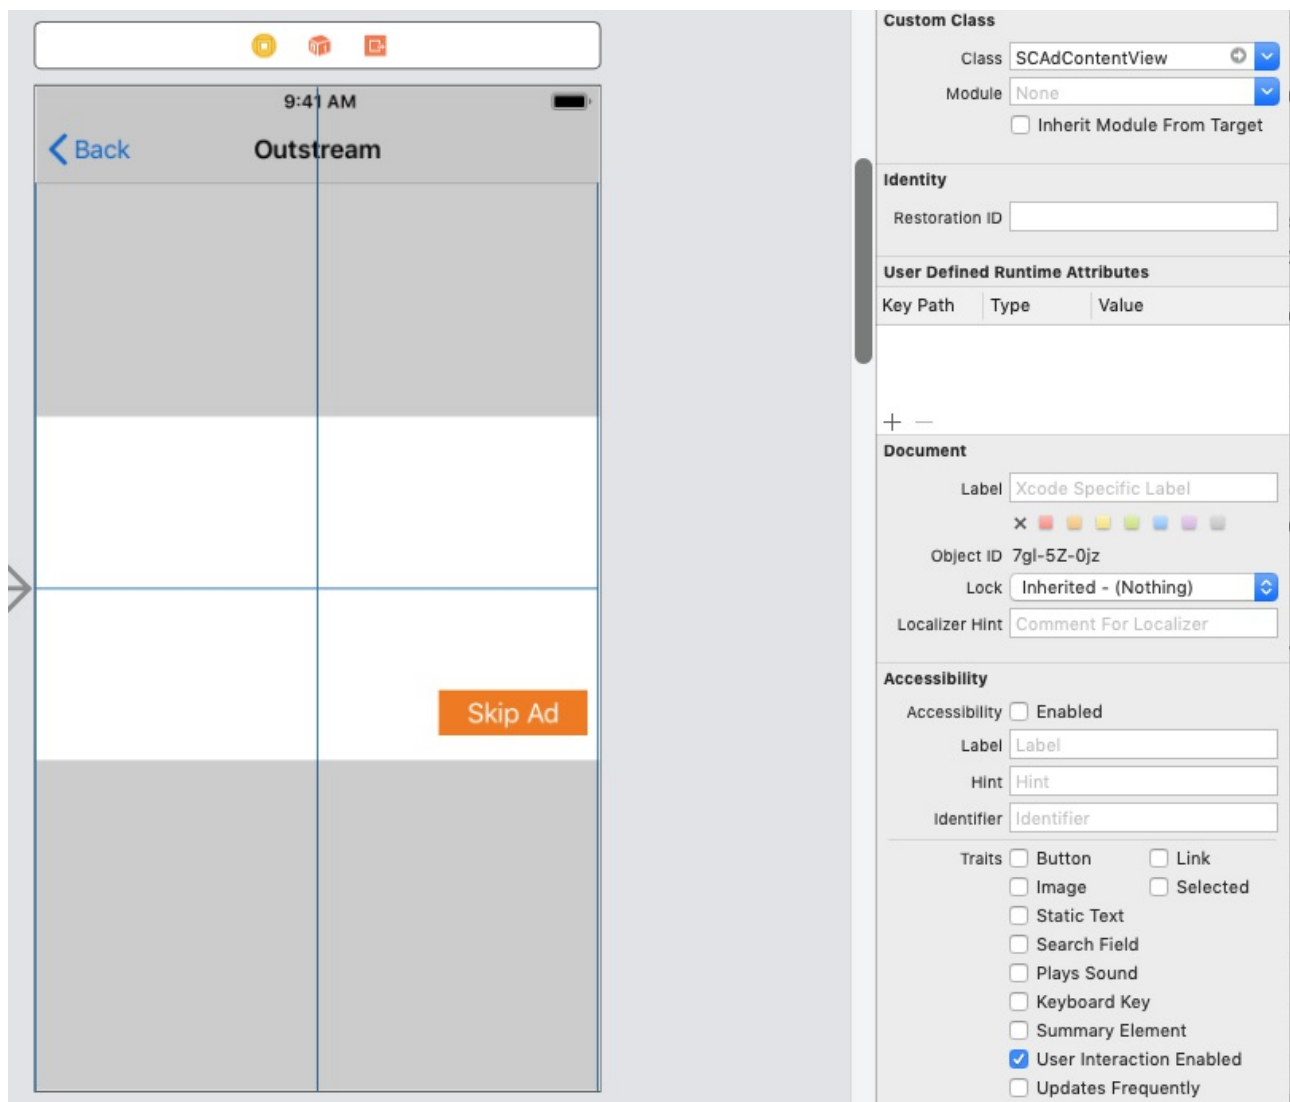 9:41 AM
Back
Outstream
Skip Ad
Custom Class
Class SCAdContentView
Module None
Inherit Module From Target
Identity
Restoration ID
User Defined Runtime Attributes
Key Path Type Value
Document
Label Xcode Specific Label
Object ID 7gl-5Z-0jz
Lock Inherited - (Nothing)
Localizer Hint Comment For Localizer
Accessibility
Accessibility Enabled
Label Label
Hint Hint
Identifier Identifier
Traits Button Link
Image Selected
Static Text
Search Field
Plays Sound
Keyboard Key
Summary Element
User Interaction Enabled
Updates Frequently